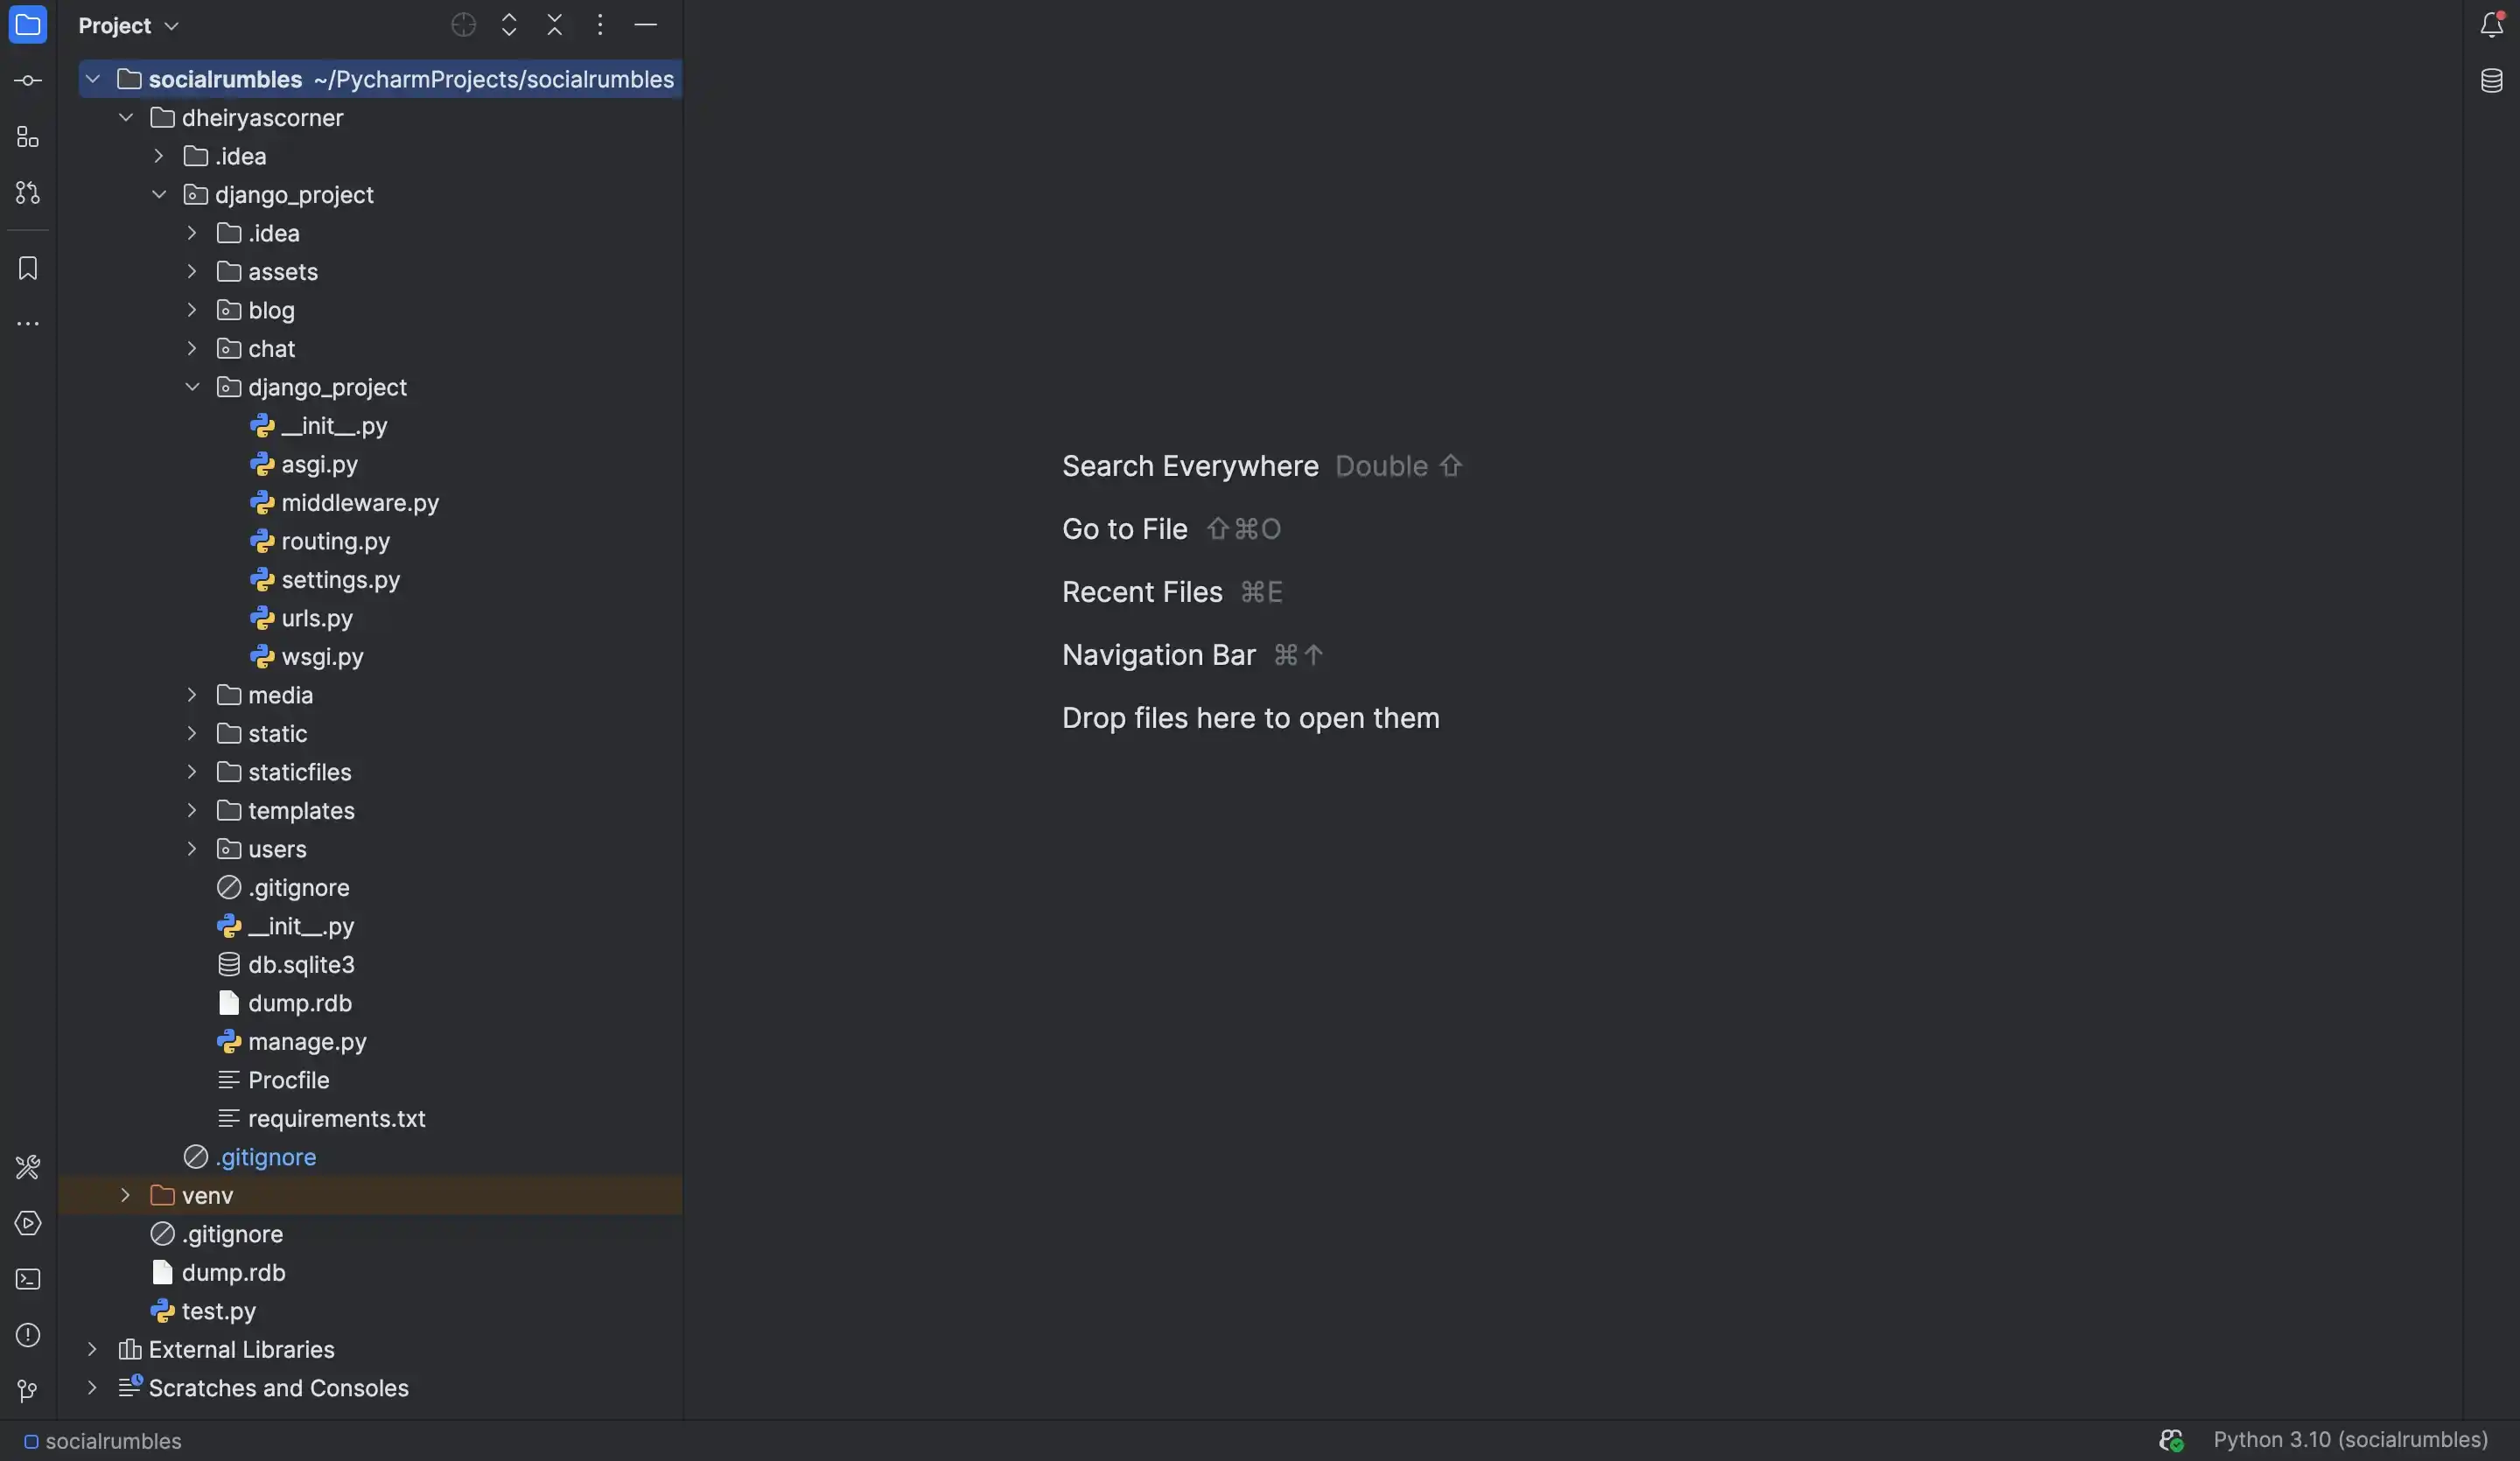 Project
socialrumbles ~/PycharmProjects/socialrumbles
dheiryascorner
.idea
django_project
.idea
assets
blog
chat
django_project
__init__.py
asgi.py
middleware.py
routing.py
settings.py
urls.py
wsgi.py
media
static
staticfiles
templates
users
.gitignore
__init__.py
db.sqlite3
dump.rdb
manage.py
Procfile
requirements.txt
.gitignore
venv
.gitignore
dump.rdb
test.py
External Libraries
Scratches and Consoles
Search Everywhere Double ⇧
Go to File ⇧⌘O
Recent Files ⌘E
Navigation Bar ⌘↑
Drop files here to open them
socialrumbles
Python 3.10 (socialrumbles)